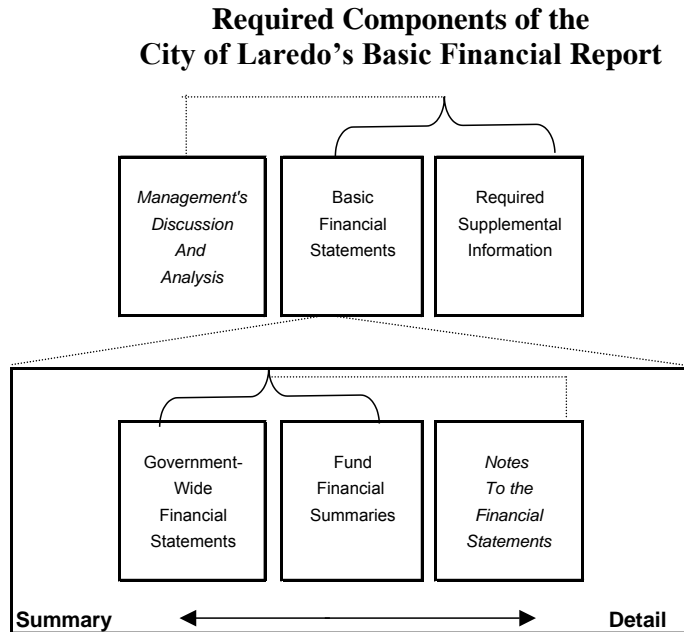 Required Components of the
City of Laredo's Basic Financial Report
Management's
Discussion
And
Analysis
Basic
Financial
Statements
Required
Supplemental
Information
Government-
Wide
Financial
Statements
Fund
Financial
Summaries
Notes
To the
Financial
Statements
Summary
Detail